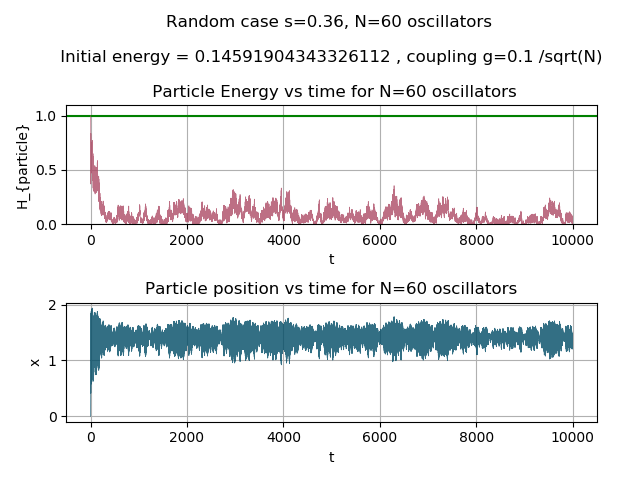 Random case s=0.36, N=60 oscillators
Initial energy = 0.14591904343326112 , coupling g=0.1 /sqrt(N)
Particle Energy vs time for N=60 oscillators
H_{particle}
1.0
0.5
0.0
0 2000 4000 6000 8000 10000
t
Particle position vs time for N=60 oscillators
x
2
1
0
0 2000 4000 6000 8000 10000
t